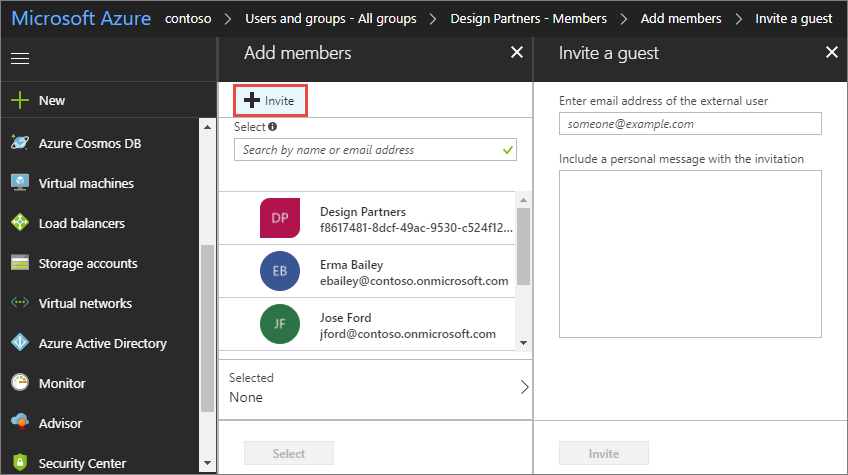 Microsoft Azure contoso > Users and groups - All groups > Design Partners - Members > Add members > Invite a guest
New
Azure Cosmos DB
Virtual machines
Load balancers
Storage accounts
Virtual networks
Azure Active Directory
Monitor
Advisor
Security Center
Add members
Invite
Select
Search by name or email address
DP
Design Partners
f8617481-8dcf-49ac-9530-c524f12...
EB
Erma Bailey
ebailey@contoso.onmicrosoft.com
JF
Jose Ford
jford@contoso.onmicrosoft.com
Selected
None
Select
Invite a guest
Enter email address of the external user
someone@example.com
Include a personal message with the invitation
Invite